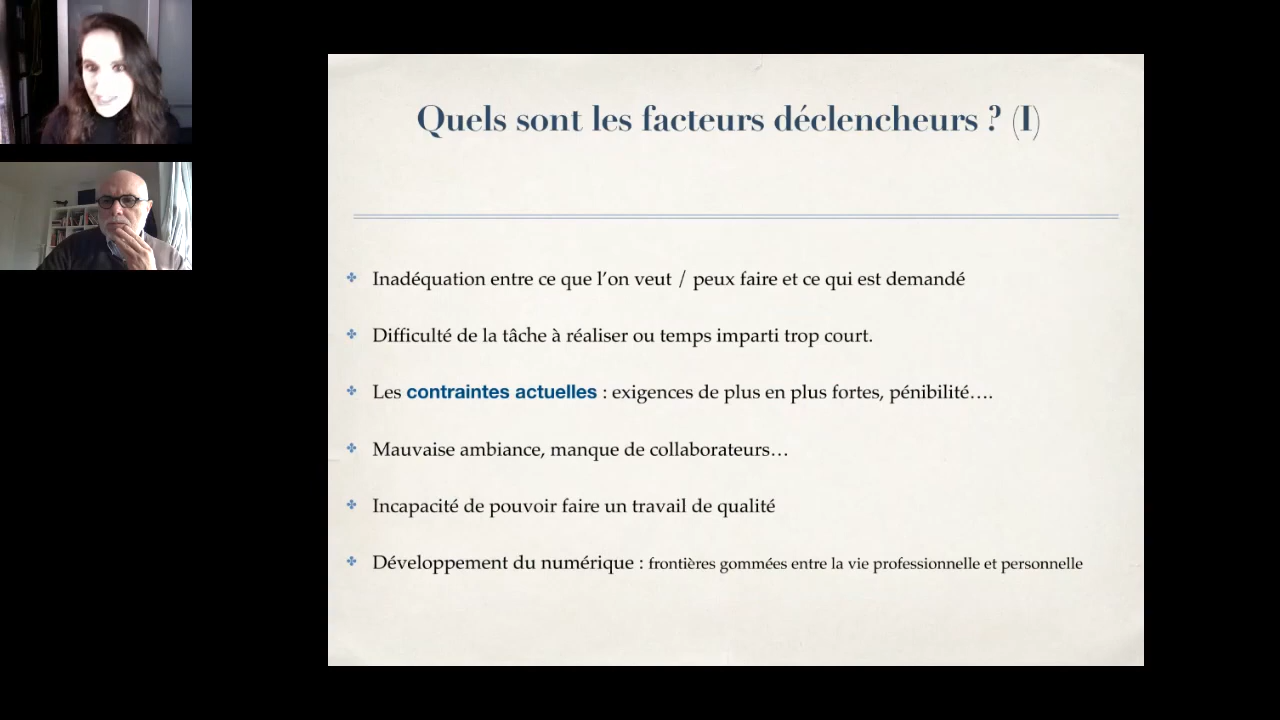 Quels sont les facteurs déclencheurs ? (I)
Inadéquation entre ce que l’on veut / peux faire et ce qui est demandé
Difficulté de la tâche à réaliser ou temps imparti trop court.
Les contraintes actuelles : exigences de plus en plus fortes, pénibilité….
Mauvaise ambiance, manque de collaborateurs…
Incapacité de pouvoir faire un travail de qualité
Développement du numérique : frontières gommées entre la vie professionnelle et personnelle